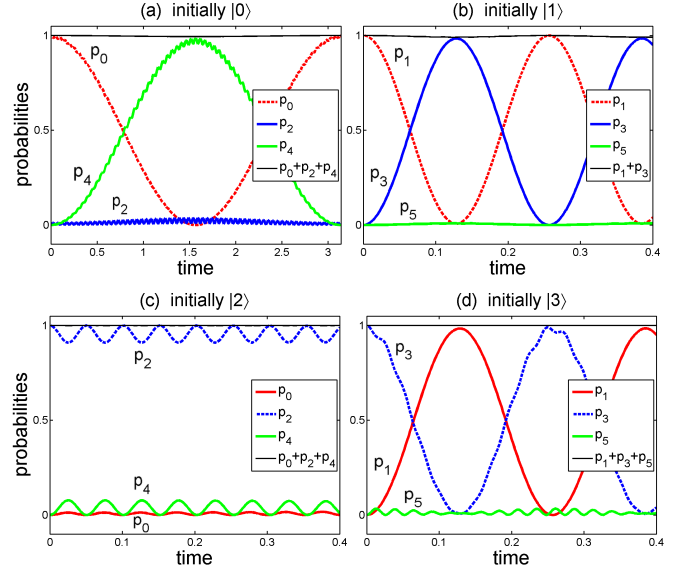 (a) initially |0⟩
probabilities
1
0.5
0
p0
p4
p2
p0
p2
p4
p0+p2+p4
0 0.5 1 1.5 2 2.5 3
time
(b) initially |1⟩
1
0.5
0
p1
p3
p5
p1
p3
p5
p1+p3
0 0.1 0.2 0.3 0.4
time
(c) initially |2⟩
probabilities
1
0.5
0
p2
p4
p0
p0
p2
p4
p0+p2+p4
0 0.1 0.2 0.3 0.4
time
(d) initially |3⟩
1
0.5
0
p3
p1
p5
p1
p3
p5
p1+p3+p5
0 0.1 0.2 0.3 0.4
time